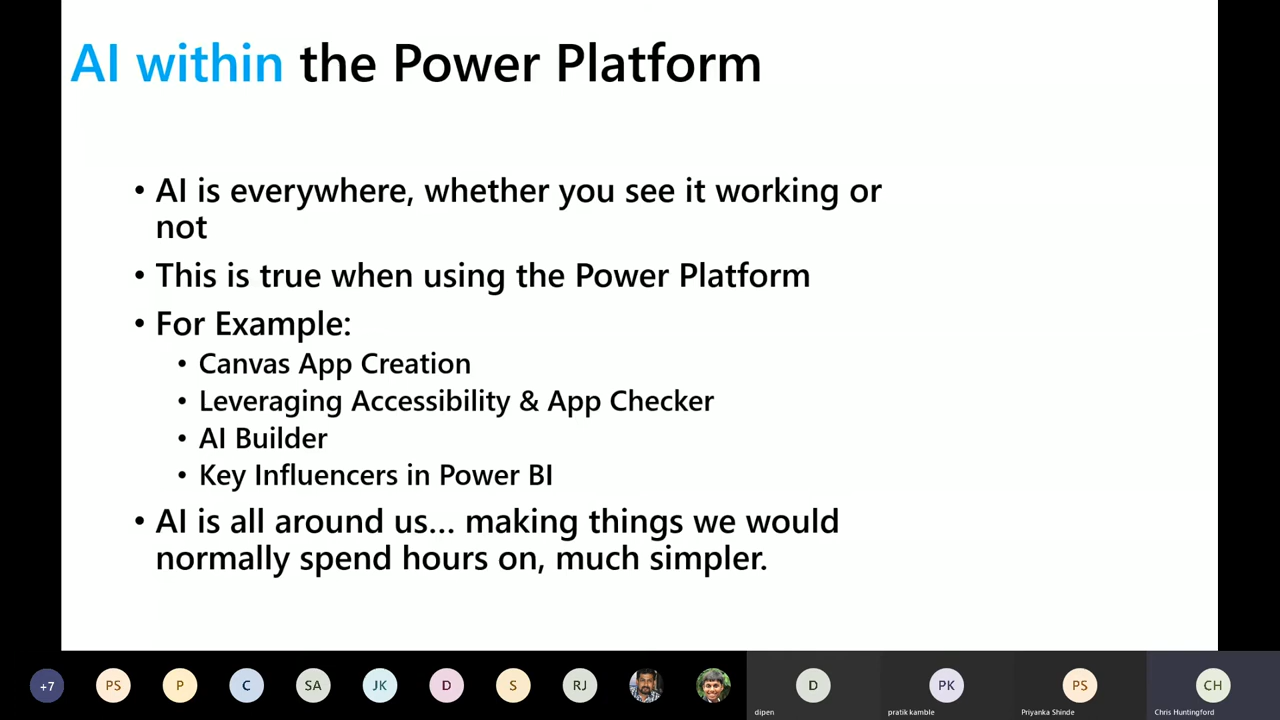 AI within the Power Platform
• AI is everywhere, whether you see it working or
not
• This is true when using the Power Platform
• For Example:
• Canvas App Creation
• Leveraging Accessibility & App Checker
• AI Builder
• Key Influencers in Power BI
• AI is all around us... making things we would
normally spend hours on, much simpler.
+7 PS P C SA JK D S RJ D PK PS CH
dipen pratik kamble Priyanka Shinde Chris Huntingford